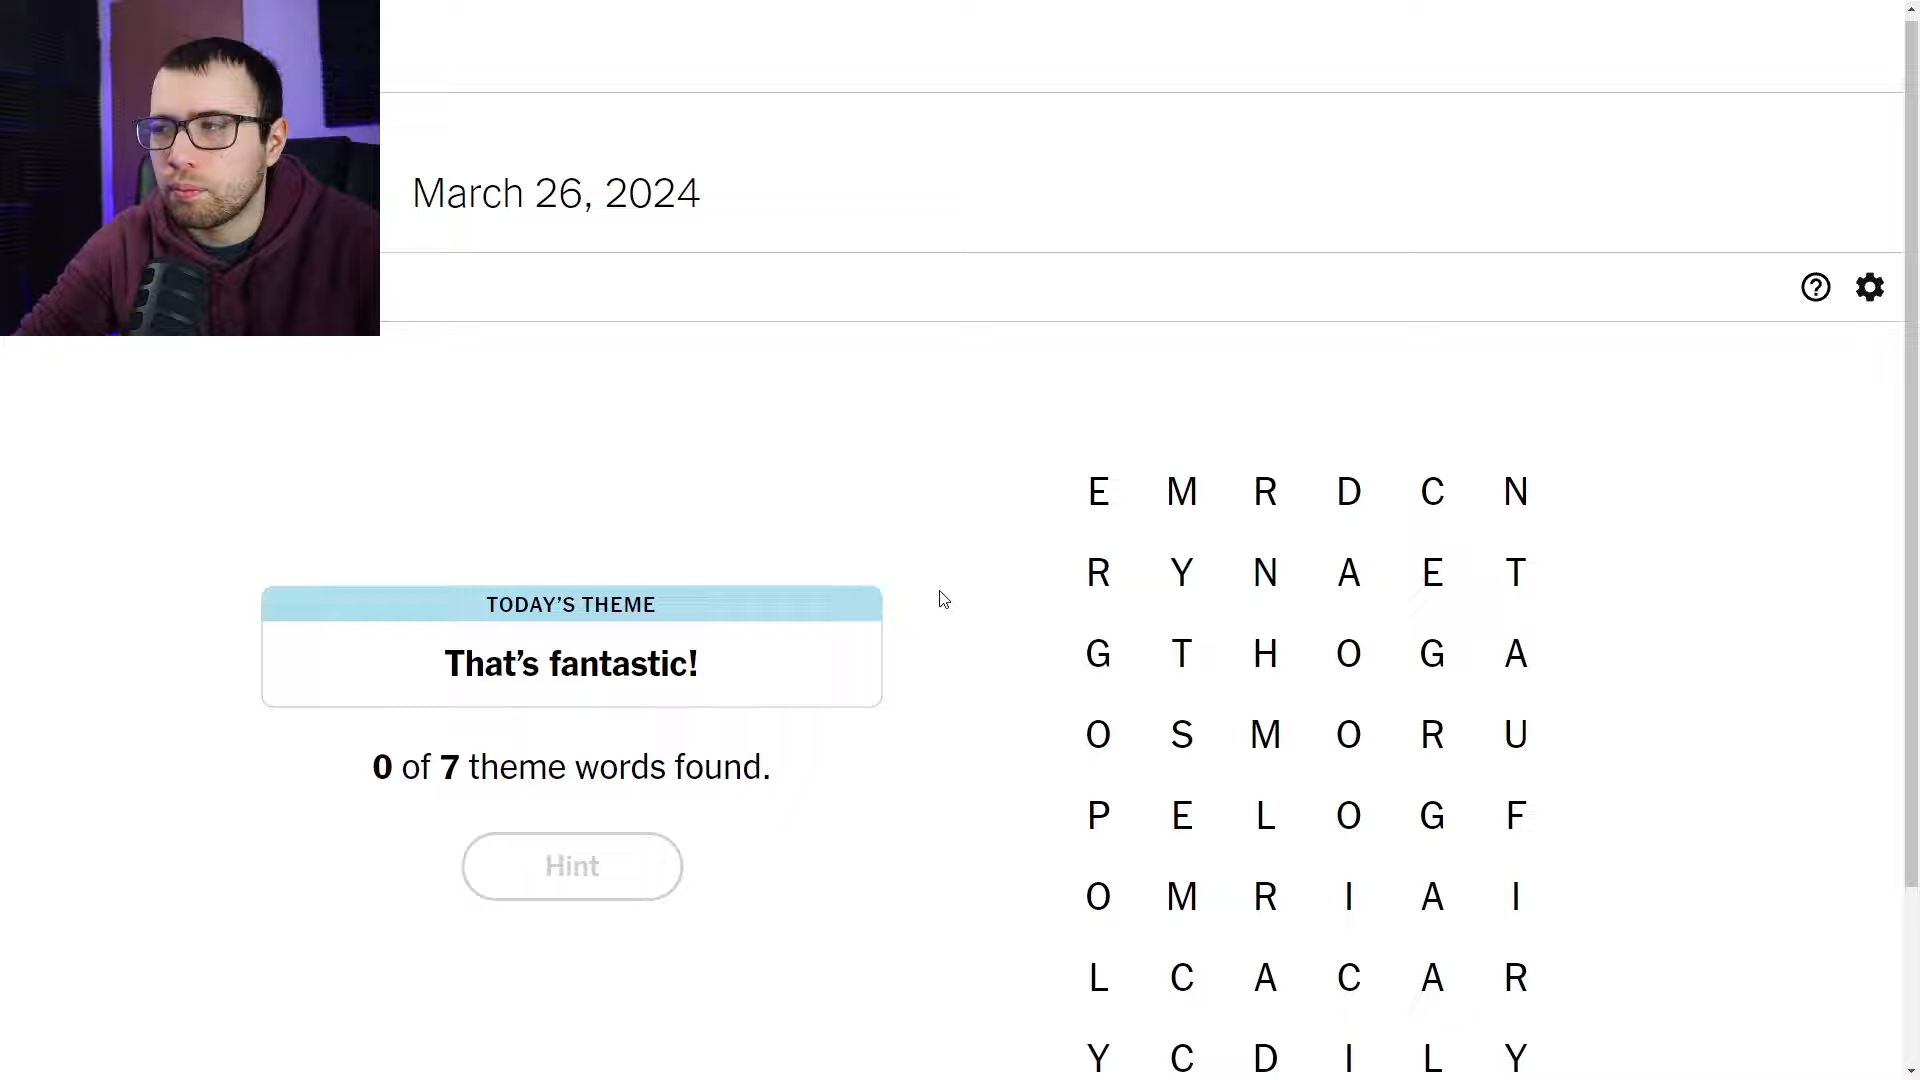 March 26, 2024
TODAY'S THEME
That's fantastic!
0 of 7 theme words found.
Hint
E M R D C N
R Y N A E T
G T H O G A
O S M O R U
P E L O G F
O M R I A I
L C A C A R
Y C D I L Y